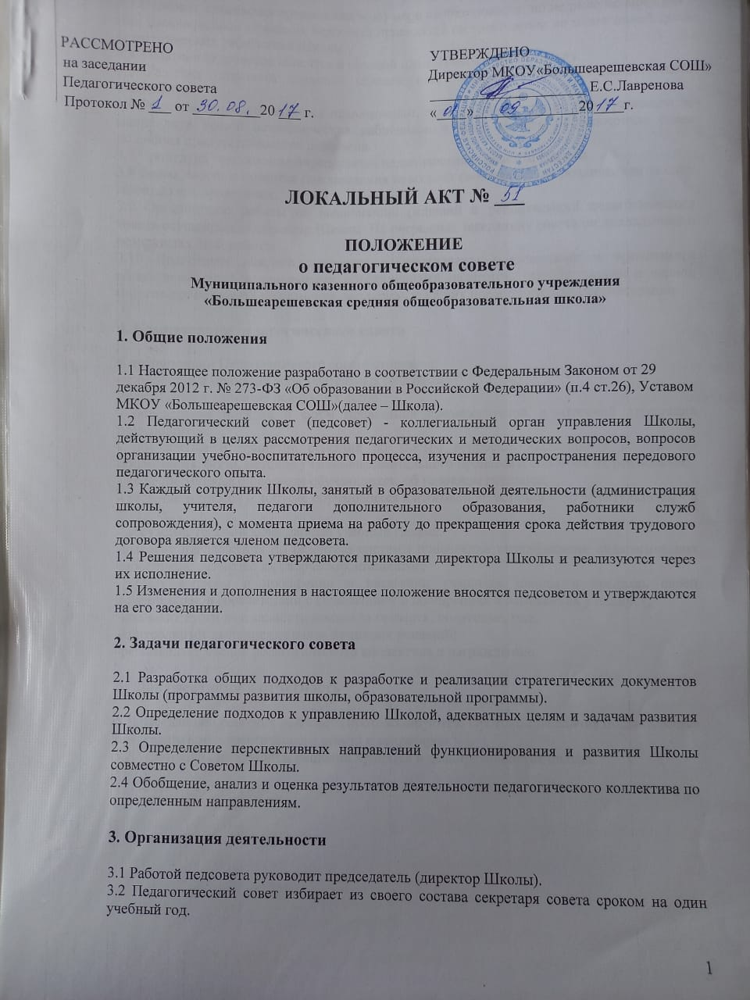 РАССМОТРЕНО
на заседании
Педагогического совета
Протокол № 1 от 30.08. 2017 г.
УТВЕРЖДЕНО
Директор МКОУ«Большеарешевская СОШ»
Е.С.Лавренова
« 01 » 09 2017 г.
ЛОКАЛЬНЫЙ АКТ № 51
ПОЛОЖЕНИЕ
о педагогическом совете
Муниципального казенного общеобразовательного учреждения
«Большеарешевская средняя общеобразовательная школа»
1. Общие положения
1.1 Настоящее положение разработано в соответствии с Федеральным Законом от 29
декабря 2012 г. № 273-ФЗ «Об образовании в Российской Федерации» (п.4 ст.26), Уставом
МКОУ «Большеарешевская СОШ»(далее – Школа).
1.2 Педагогический совет (педсовет) - коллегиальный орган управления Школы,
действующий в целях рассмотрения педагогических и методических вопросов, вопросов
организации учебно-воспитательного процесса, изучения и распространения передового
педагогического опыта.
1.3 Каждый сотрудник Школы, занятый в образовательной деятельности (администрация
школы, учителя, педагоги дополнительного образования, работники служб
сопровождения), с момента приема на работу до прекращения срока действия трудового
договора является членом педсовета.
1.4 Решения педсовета утверждаются приказами директора Школы и реализуются через
их исполнение.
1.5 Изменения и дополнения в настоящее положение вносятся педсоветом и утверждаются
на его заседании.
2. Задачи педагогического совета
2.1 Разработка общих подходов к разработке и реализации стратегических документов
Школы (программы развития школы, образовательной программы).
2.2 Определение подходов к управлению Школой, адекватных целям и задачам развития
Школы.
2.3 Определение перспективных направлений функционирования и развития Школы
совместно с Советом Школы.
2.4 Обобщение, анализ и оценка результатов деятельности педагогического коллектива по
определенным направлениям.
3. Организация деятельности
3.1 Работой педсовета руководит председатель (директор Школы).
3.2 Педагогический совет избирает из своего состава секретаря совета сроком на один
учебный год.
1